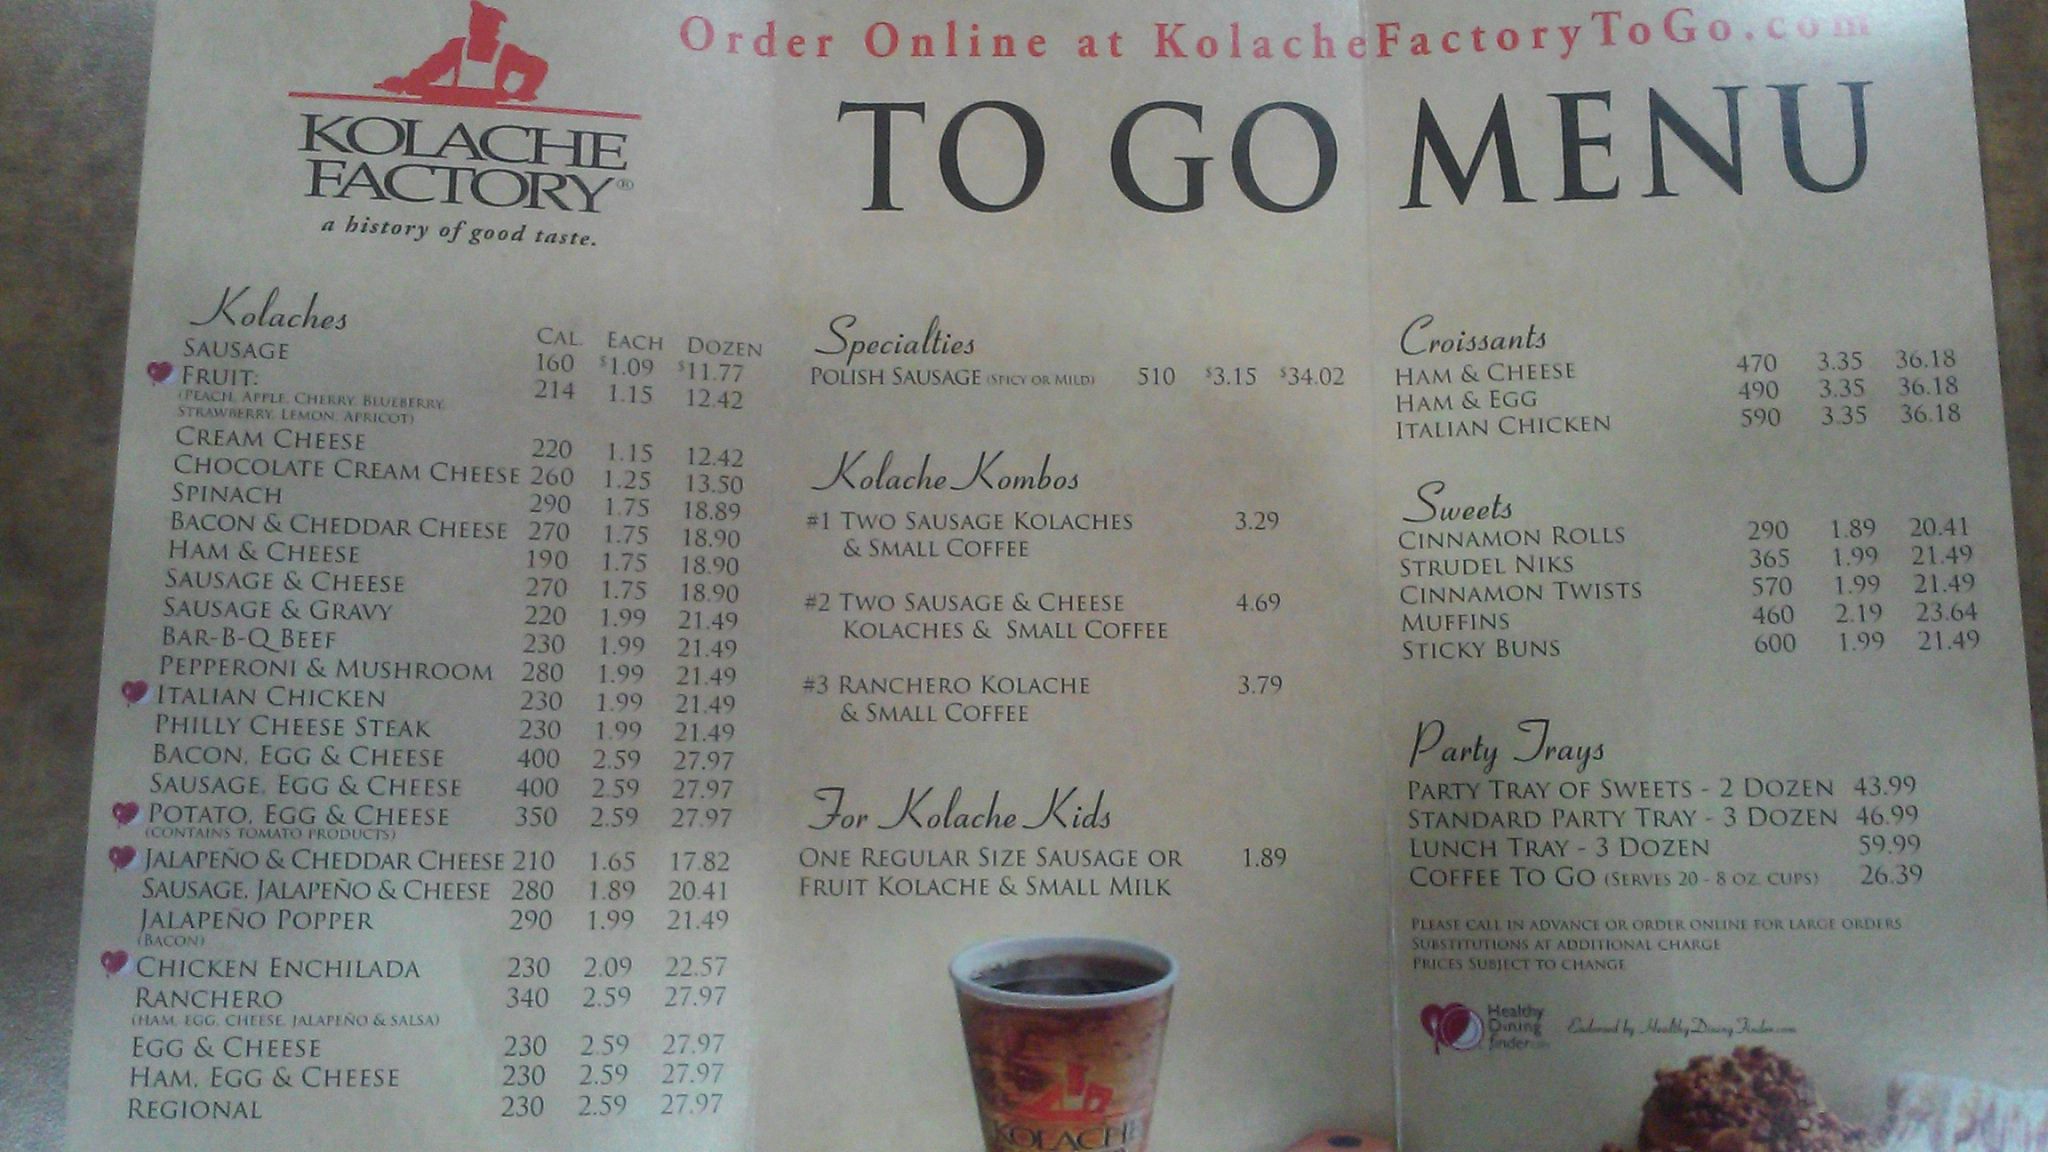 Order Online at KolacheFactoryToGo.com
KOLACHE
FACTORY®
a history of good taste.
TO GO MENU
Kolaches
CAL. EACH DOZEN
SAUSAGE 160 $1.09 $11.77
FRUIT: 214 1.15 12.42
(PEACH, APPLE, CHERRY, BLUEBERRY,
STRAWBERRY, LEMON, APRICOT)
CREAM CHEESE 220 1.15 12.42
CHOCOLATE CREAM CHEESE 260 1.25 13.50
SPINACH 290 1.75 18.89
BACON & CHEDDAR CHEESE 270 1.75 18.90
HAM & CHEESE 190 1.75 18.90
SAUSAGE & CHEESE 270 1.75 18.90
SAUSAGE & GRAVY 220 1.99 21.49
BAR-B-Q BEEF 230 1.99 21.49
PEPPERONI & MUSHROOM 280 1.99 21.49
ITALIAN CHICKEN 230 1.99 21.49
PHILLY CHEESE STEAK 230 1.99 21.49
BACON, EGG & CHEESE 400 2.59 27.97
SAUSAGE, EGG & CHEESE 400 2.59 27.97
POTATO, EGG & CHEESE 350 2.59 27.97
(CONTAINS TOMATO PRODUCTS)
JALAPEÑO & CHEDDAR CHEESE 210 1.65 17.82
SAUSAGE, JALAPEÑO & CHEESE 280 1.89 20.41
JALAPEÑO POPPER 290 1.99 21.49
(BACON)
CHICKEN ENCHILADA 230 2.09 22.57
RANCHERO 340 2.59 27.97
(HAM, EGG, CHEESE, JALAPEÑO & SALSA)
EGG & CHEESE 230 2.59 27.97
HAM, EGG & CHEESE 230 2.59 27.97
REGIONAL 230 2.59 27.97
Specialties
POLISH SAUSAGE (SPICY OR MILD) 510 $3.15 $34.02
Kolache Kombos
#1 TWO SAUSAGE KOLACHES 3.29
& SMALL COFFEE
#2 TWO SAUSAGE & CHEESE 4.69
KOLACHES & SMALL COFFEE
#3 RANCHERO KOLACHE 3.79
& SMALL COFFEE
For Kolache Kids
ONE REGULAR SIZE SAUSAGE OR 1.89
FRUIT KOLACHE & SMALL MILK
KOLACHE
Croissants
HAM & CHEESE 470 3.35 36.18
HAM & EGG 490 3.35 36.18
ITALIAN CHICKEN 590 3.35 36.18
Sweets
CINNAMON ROLLS 290 1.89 20.41
STRUDEL NIKS 365 1.99 21.49
CINNAMON TWISTS 570 1.99 21.49
MUFFINS 460 2.19 23.64
STICKY BUNS 600 1.99 21.49
Party Trays
PARTY TRAY OF SWEETS - 2 DOZEN 43.99
STANDARD PARTY TRAY - 3 DOZEN 46.99
LUNCH TRAY - 3 DOZEN 59.99
COFFEE TO GO (SERVES 20 - 8 OZ. CUPS) 26.39
PLEASE CALL IN ADVANCE OR ORDER ONLINE FOR LARGE ORDERS
SUBSTITUTIONS AT ADDITIONAL CHARGE
PRICES SUBJECT TO CHANGE
Healthy
Dining
finder.com
Endorsed by HealthyDiningFinder.com